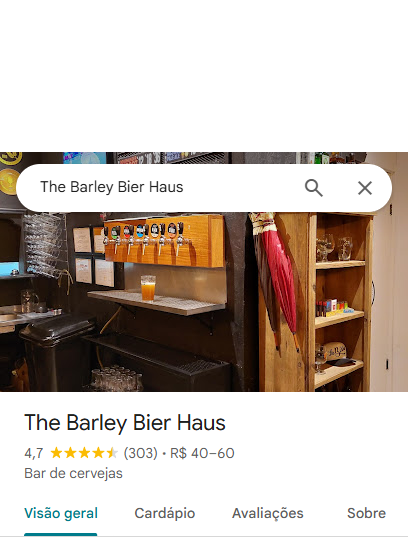 The Barley Bier Haus
The Barley Bier Haus
4,7 (303) · R$ 40–60
Bar de cervejas
Visão geral Cardápio Avaliações Sobre